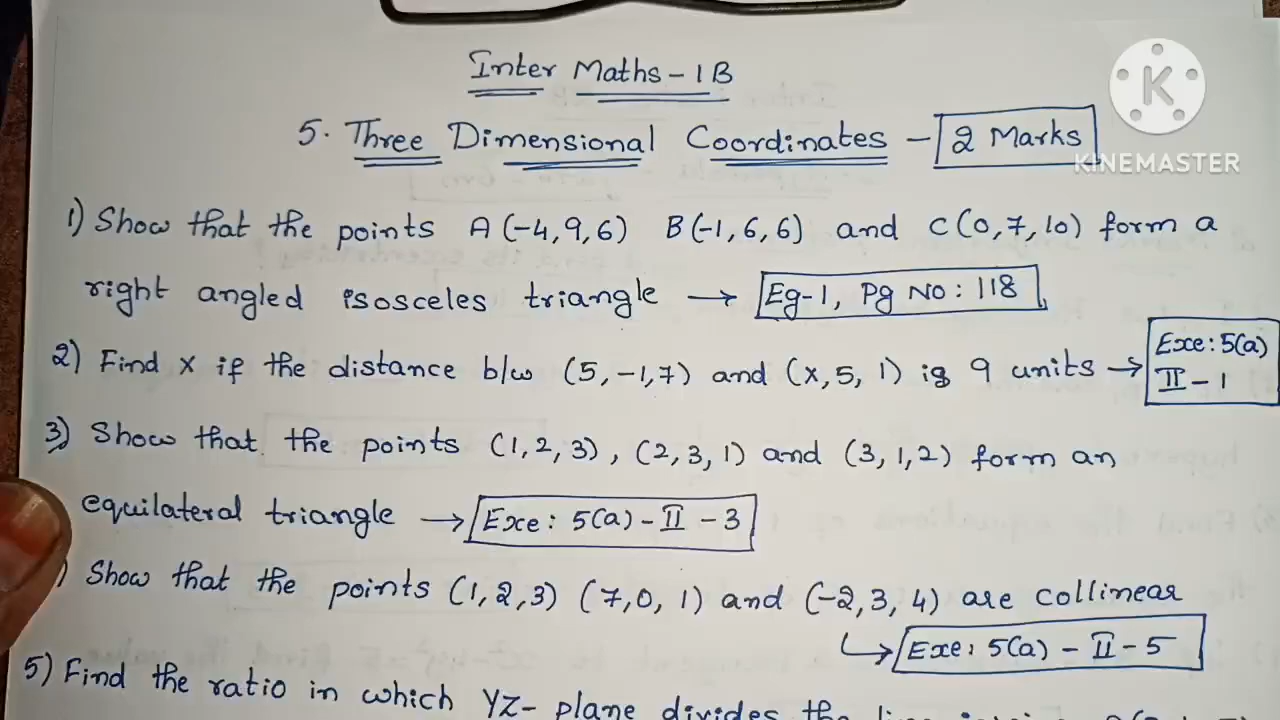 Inter Maths-1B
K
KINEMASTER
5. Three Dimensional Coordinates - 2 Marks
1) Show that the points A(-4,9,6) B(-1,6,6) and C(0,7,10) form a
right angled isosceles triangle → Eg-1, Pg No: 118
2) Find x if the distance b/w (5,-1,7) and (x,5,1) is 9 units →
Exe: 5(a)
II-1
3) Show that the points (1,2,3), (2,3,1) and (3,1,2) form an
equilateral triangle → Exe: 5(a)-II-3
) Show that the points (1,2,3) (7,0,1) and (-2,3,4) are collinear
→ Exe: 5(a)-II-5
5) Find the ratio in which YZ-plane divides the line